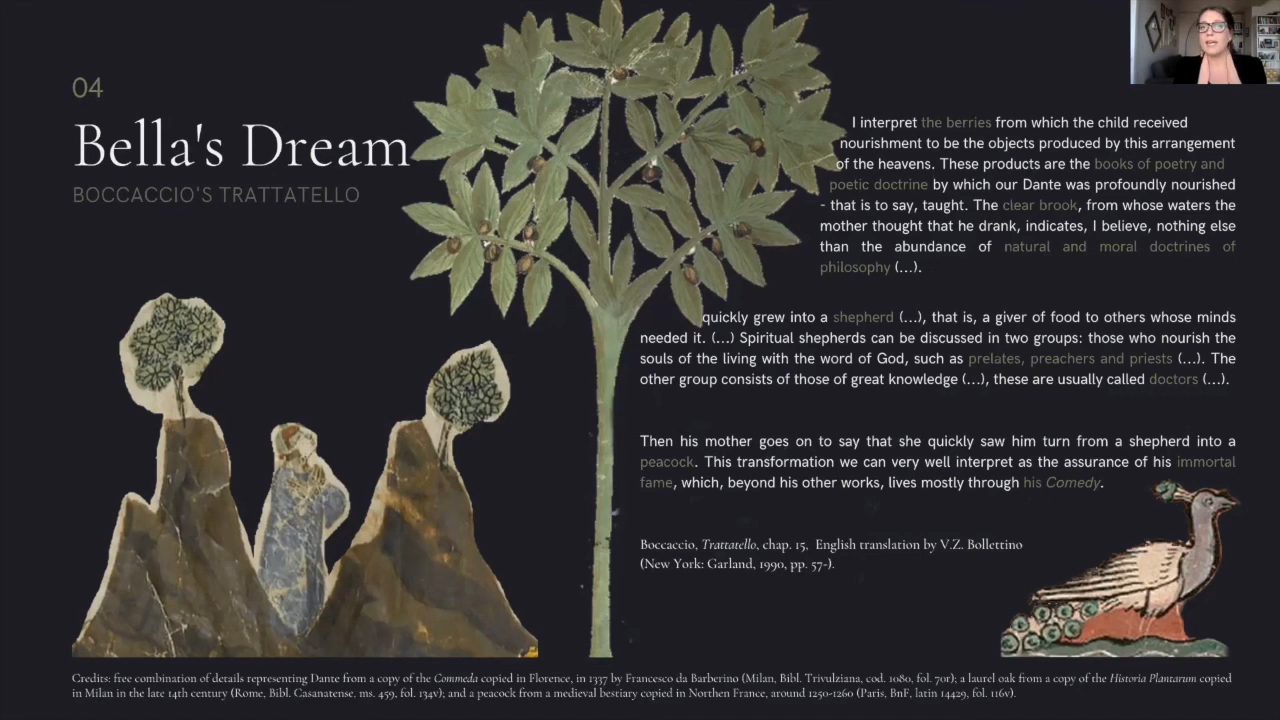 04
Bella's Dream
BOCCACCIO'S TRATTATELLO
I interpret the berries from which the child received
nourishment to be the objects produced by this arrangement
of the heavens. These products are the books of poetry and
poetic doctrine by which our Dante was profoundly nourished
- that is to say, taught. The clear brook, from whose waters the
mother thought that he drank, indicates, I believe, nothing else
than the abundance of natural and moral doctrines of
philosophy (...).
quickly grew into a shepherd (...), that is, a giver of food to others whose minds
needed it. (...) Spiritual shepherds can be discussed in two groups: those who nourish the
souls of the living with the word of God, such as prelates, preachers and priests (...). The
other group consists of those of great knowledge (...), these are usually called doctors (...).
Then his mother goes on to say that she quickly saw him turn from a shepherd into a
peacock. This transformation we can very well interpret as the assurance of his immortal
fame, which, beyond his other works, lives mostly through his Comedy.
Boccaccio, Trattatello, chap. 15, English translation by V.Z. Bollettino
(New York: Garland, 1990, pp. 57-).
Credits: free combination of details representing Dante from a copy of the Commeda copied in Florence, in 1337 by Francesco da Barberino (Milan, Bibl. Trivulziana, cod. 1080, fol. 70r); a laurel oak from a copy of the Historia Plantarum copied
in Milan in the late 14th century (Rome, Bibl. Casanatense, ms. 459, fol. 134v); and a peacock from a medieval bestiary copied in Northen France, around 1250-1260 (Paris, BnF, latin 14429, fol. 116v).